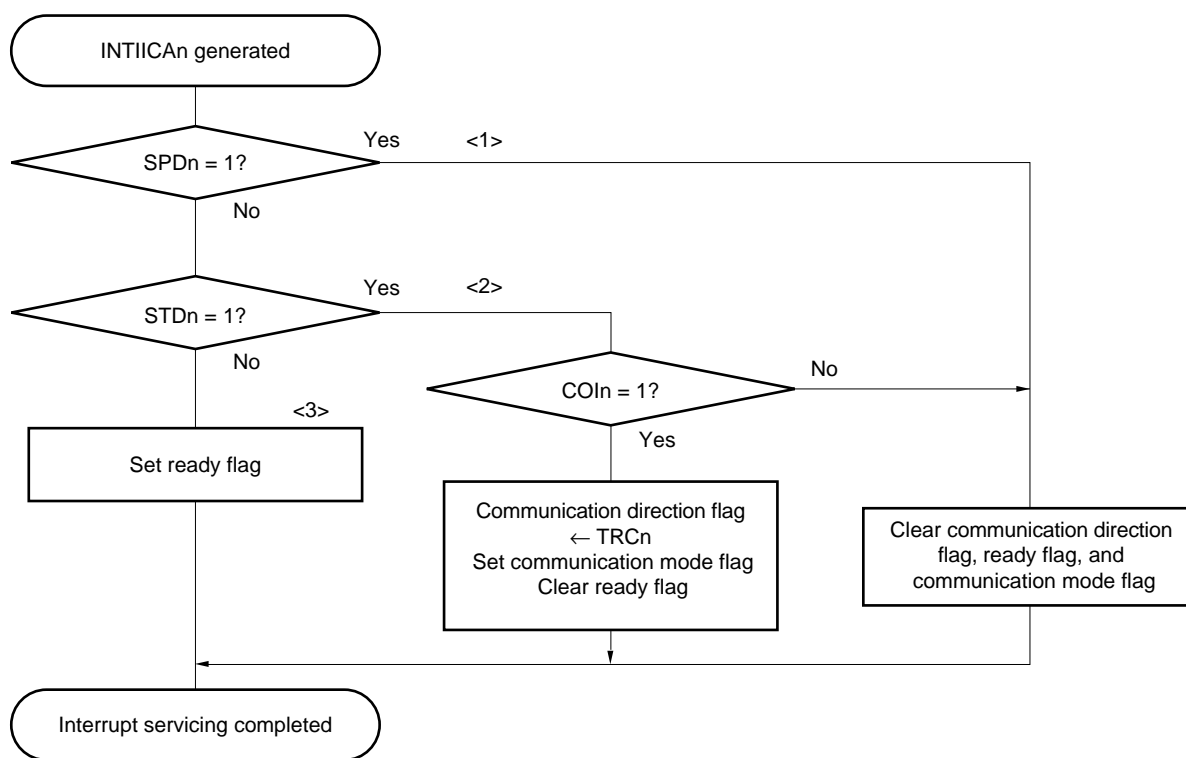 INTIICAn generated
Yes
<1>
SPDn = 1?
No
Yes
<2>
STDn = 1?
No
COIn = 1?
No
Yes
<3>
Set ready flag
Communication direction flag
← TRCn
Set communication mode flag
Clear ready flag
Clear communication direction
flag, ready flag, and
communication mode flag
Interrupt servicing completed